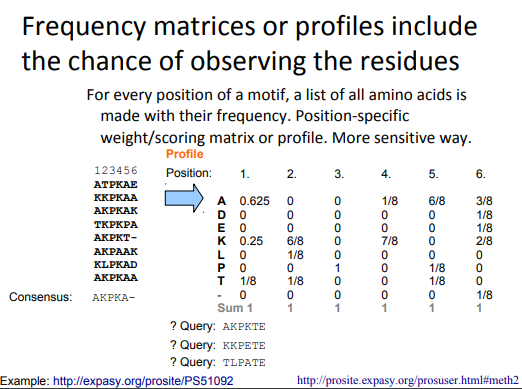 Frequency matrices or profiles include
the chance of observing the residues
For every position of a motif, a list of all amino acids is
made with their frequency. Position-specific
weight/scoring matrix or profile. More sensitive way.
Profile
123456 Position: 1. 2. 3. 4. 5. 6.
ATPKAE
KKPKAA A 0.625 0 0 1/8 6/8 3/8
AKPKAK D 0 0 0 0 0 1/8
TKPKPA E 0 0 0 0 0 1/8
AKPKT- K 0.25 6/8 0 7/8 0 2/8
AKPAAK L 0 1/8 0 0 0 0
KLPKAD P 0 0 1 0 1/8 0
AKPKAA T 1/8 1/8 0 0 1/8 0
- 0 0 0 0 0 1/8
Consensus: AKPKA-
Sum 1 1 1 1 1 1
? Query: AKPKTE
? Query: KKPETE
? Query: TLPATE
Example: http://expasy.org/prosite/PS51092 http://prosite.expasy.org/prosuser.html#meth2